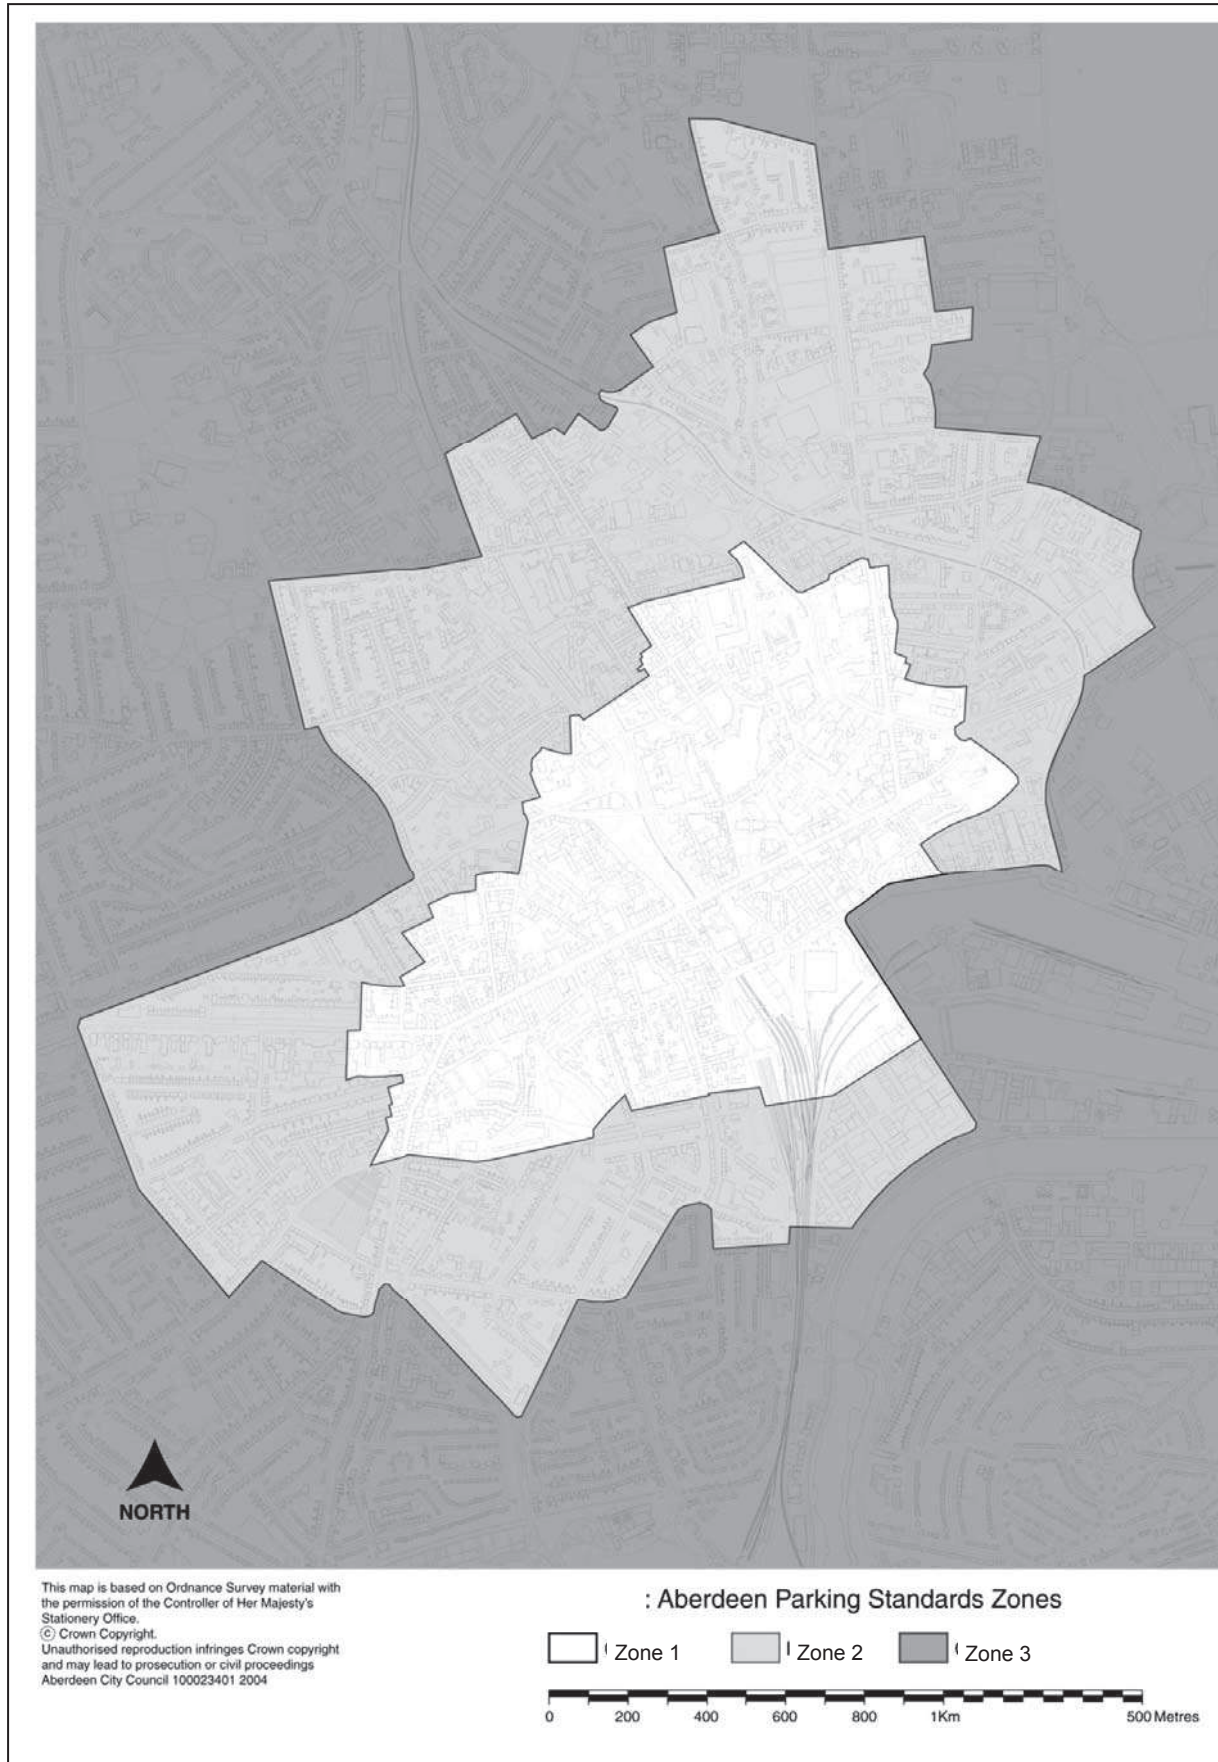 NORTH
This map is based on Ordnance Survey material with
the permission of the Controller of Her Majesty's
Stationery Office.
© Crown Copyright.
Unauthorised reproduction infringes Crown copyright
and may lead to prosecution or civil proceedings
Aberdeen City Council 100023401 2004
: Aberdeen Parking Standards Zones
Zone 1 Zone 2 Zone 3
0 200 400 600 800 1Km 500 Metres